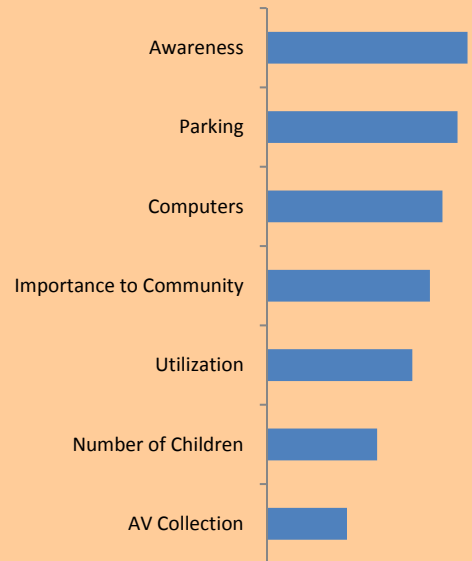 Awareness
Parking
Computers
Importance to Community
Utilization
Number of Children
AV Collection